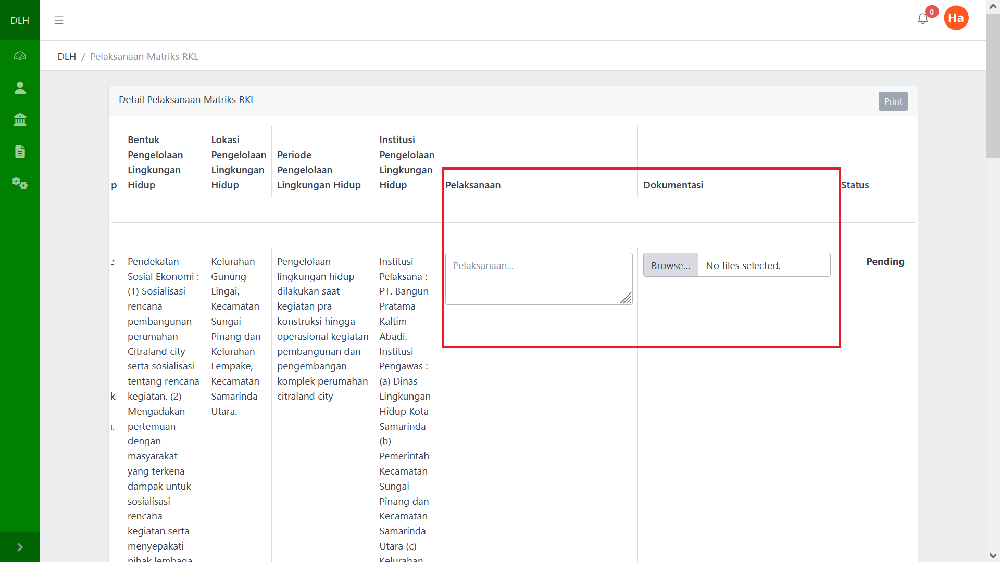 DLH
0
Ha
DLH / Pelaksanaan Matriks RKL
Detail Pelaksanaan Matriks RKL
Print
p
Bentuk
Pengelolaan
Lingkungan
Hidup
Lokasi
Pengelolaan
Lingkungan
Hidup
Periode
Pengelolaan
Lingkungan Hidup
Institusi
Pengelolaan
Lingkungan
Hidup
Pelaksanaan
Dokumentasi
Status
e
k
Pendekatan
Sosial Ekonomi :
(1) Sosialisasi
rencana
pembangunan
perumahan
Citraland city
serta sosialisasi
tentang rencana
kegiatan. (2)
Mengadakan
pertemuan
dengan
masyarakat
yang terkena
dampak untuk
sosialisasi
rencana
kegiatan serta
menyepakati
pihak lembaga
Kelurahan
Gunung
Lingai,
Kecamatan
Sungai
Pinang dan
Kelurahan
Lempake,
Kecamatan
Samarinda
Utara.
Pengelolaan
lingkungan hidup
dilakukan saat
kegiatan pra
konstruksi hingga
operasional kegiatan
pembangunan dan
pengembangan
komplek perumahan
citraland city
Institusi
Pelaksana :
PT. Bangun
Pratama
Kaltim
Abadi.
Institusi
Pengawas :
(a) Dinas
Lingkungan
Hidup Kota
Samarinda
(b)
Pemerintah
Kecamatan
Sungai
Pinang dan
Kecamatan
Samarinda
Utara (c)
Kelurahan
Pelaksanaan...
Browse... No files selected.
Pending